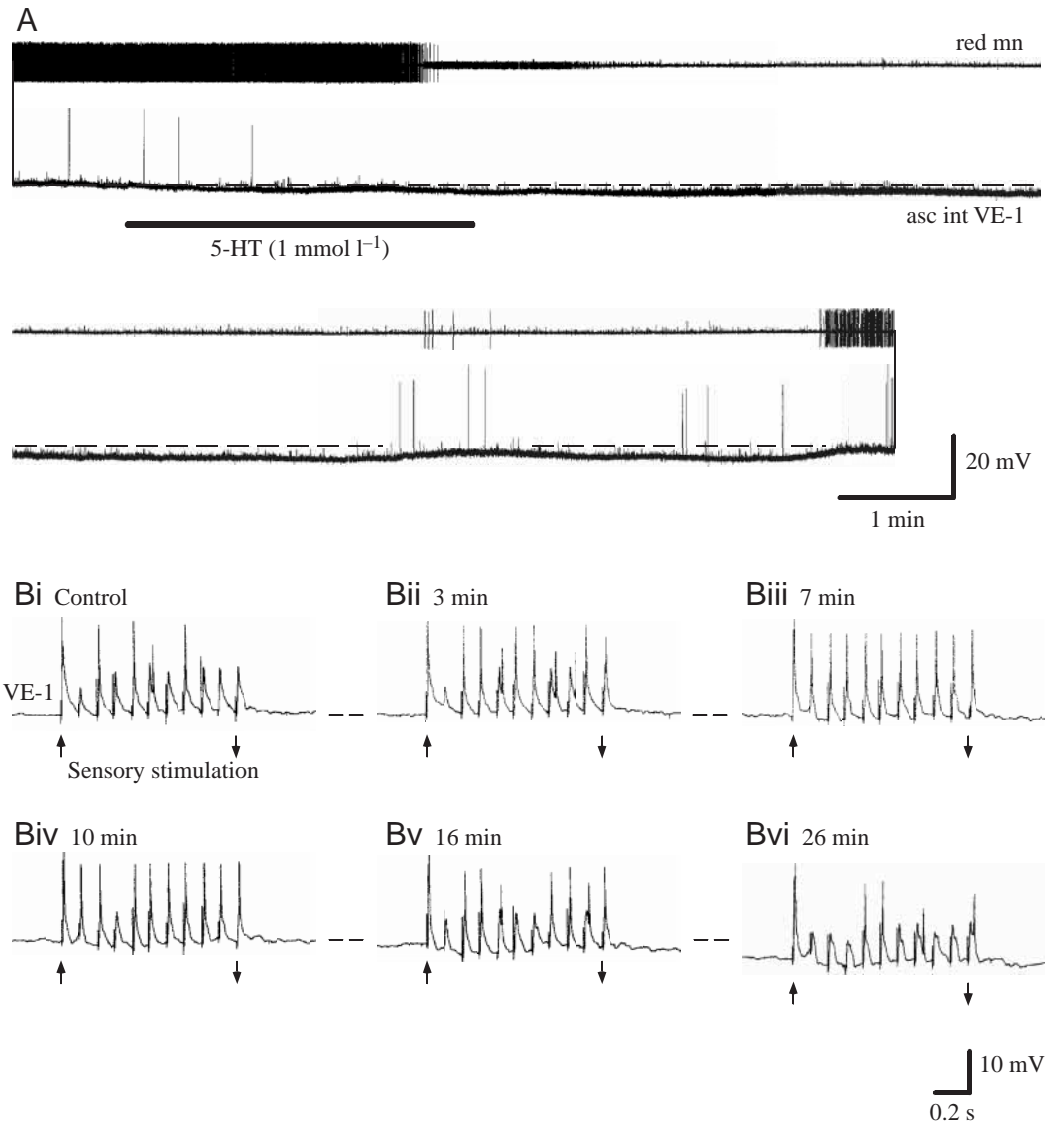 A
red mn
asc int VE-1
5-HT (1 mmol l⁻¹)
20 mV
1 min
Bi Control
Bii 3 min
Biii 7 min
VE-1
Sensory stimulation
Biv 10 min
Bv 16 min
Bvi 26 min
10 mV
0.2 s